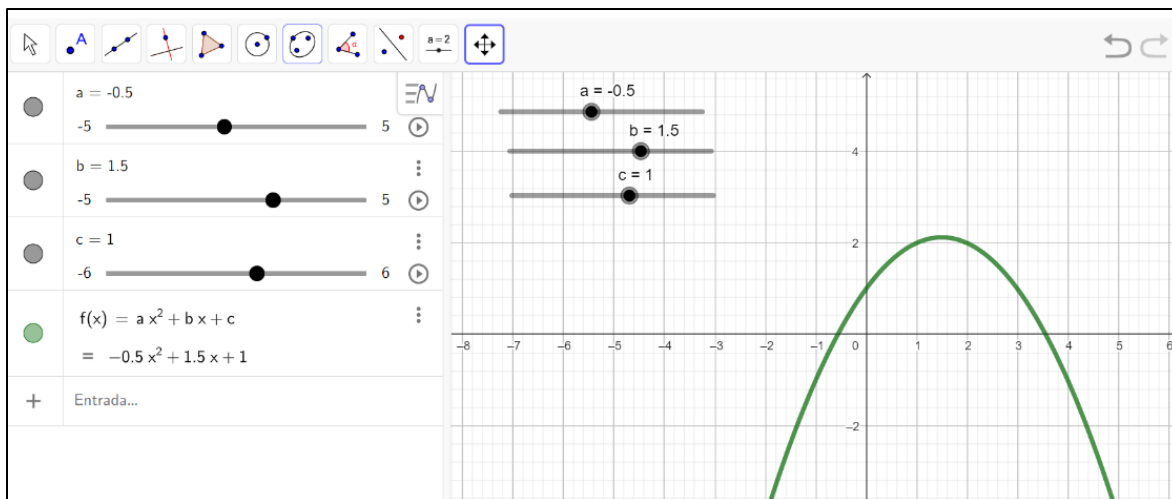 A
α
a = 2
a = -0.5
-5 5
b = 1.5
-5 5
c = 1
-6 6
f(x) = a x² + b x + c
= −0.5 x² + 1.5 x + 1
+ Entrada...
a = -0.5
b = 1.5
c = 1
4
2
–8 –7 –6 –5 –4 –3 –2 –1 0 1 2 3 4 5 6
–2